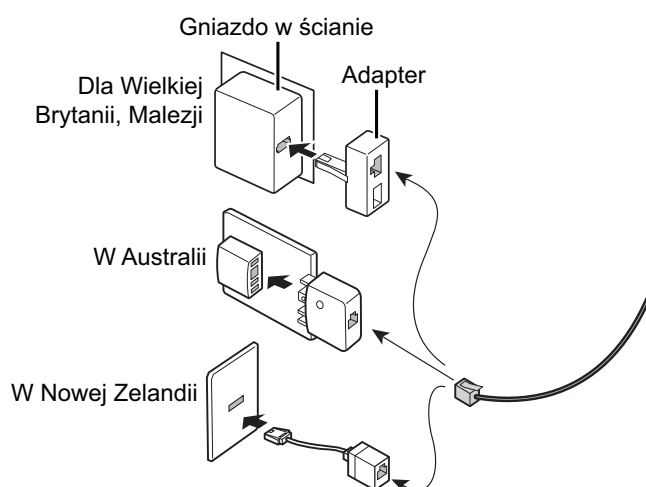 Gniazdo w ścianie
Dla Wielkiej
Brytanii, Malezji
Adapter
W Australii
W Nowej Zelandii